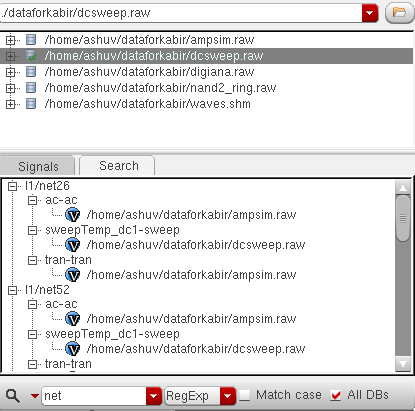 ./dataforkabir/dcsweep.raw
/home/ashuv/dataforkabir/ampsim.raw
/home/ashuv/dataforkabir/dcsweep.raw
/home/ashuv/dataforkabir/digiana.raw
/home/ashuv/dataforkabir/nand2_ring.raw
/home/ashuv/dataforkabir/waves.shm
Signals Search
I1/net26
ac-ac
/home/ashuv/dataforkabir/ampsim.raw
sweepTemp_dc1-sweep
/home/ashuv/dataforkabir/dcsweep.raw
tran-tran
/home/ashuv/dataforkabir/ampsim.raw
I1/net52
ac-ac
/home/ashuv/dataforkabir/ampsim.raw
sweepTemp_dc1-sweep
/home/ashuv/dataforkabir/dcsweep.raw
tran-tran
net RegExp Match case All DBs